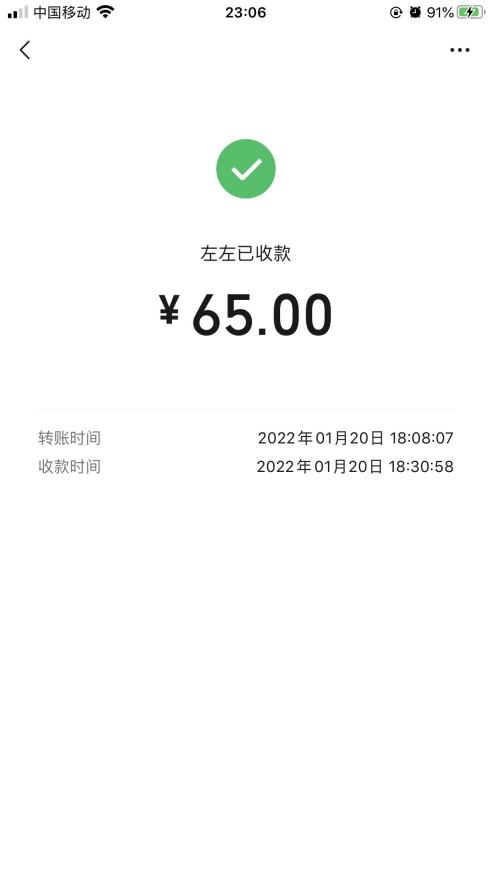 中国移动 23:06 91%
左左已收款
¥65.00
转账时间 2022年01月20日 18:08:07
收款时间 2022年01月20日 18:30:58